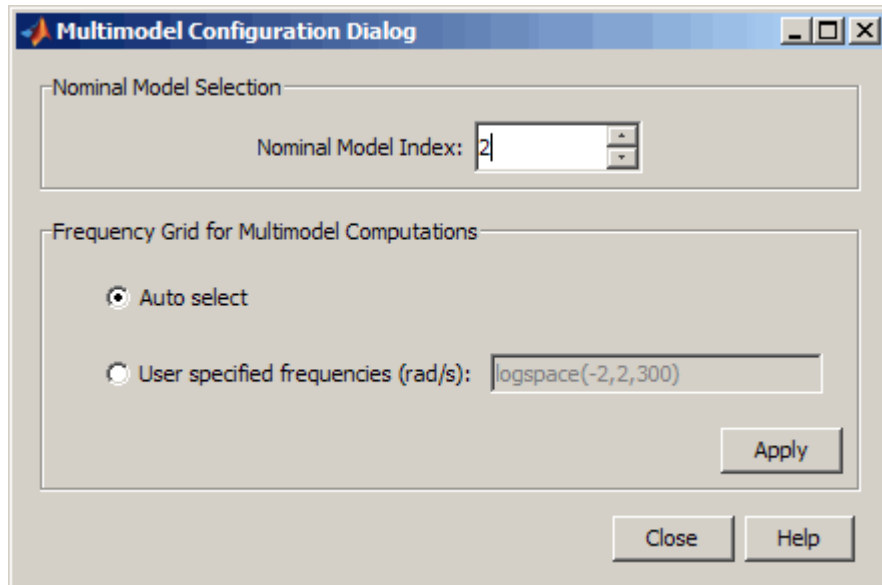 Multimodel Configuration Dialog
Nominal Model Selection
Nominal Model Index: 2
Frequency Grid for Multimodel Computations
Auto select
User specified frequencies (rad/s): logspace(-2,2,300)
Apply
Close Help